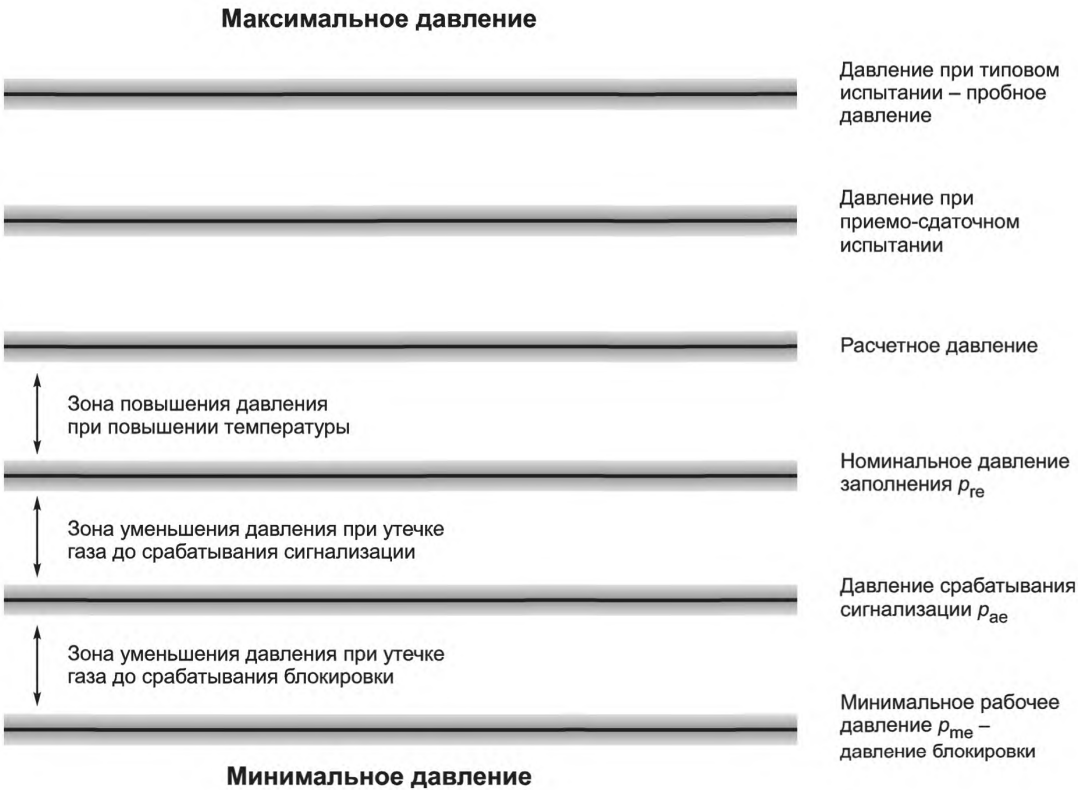 Максимальное давление
Давление при типовом
испытании – пробное
давление
Давление при
приемо-сдаточном
испытании
Расчетное давление
Зона повышения давления
при повышении температуры
Номинальное давление
заполнения pre
Зона уменьшения давления при утечке
газа до срабатывания сигнализации
Давление срабатывания
сигнализации pae
Зона уменьшения давления при утечке
газа до срабатывания блокировки
Минимальное рабочее
давление pme –
давление блокировки
Минимальное давление